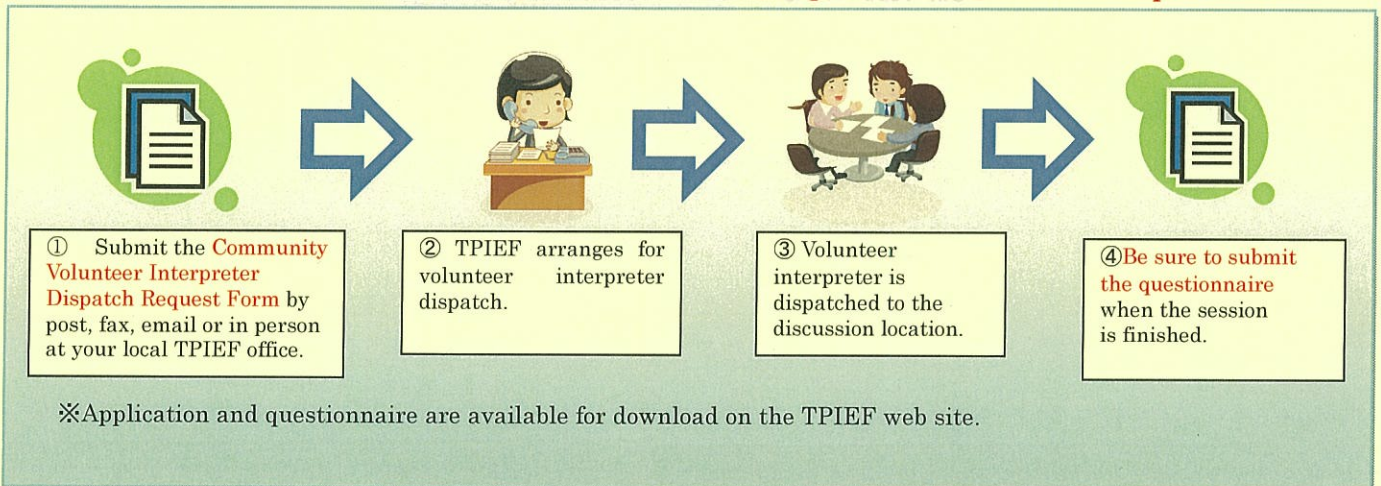 ① Submit the Community
Volunteer Interpreter
Dispatch Request Form by
post, fax, email or in person
at your local TPIEF office.
② TPIEF arranges for
volunteer interpreter
dispatch.
③ Volunteer
interpreter is
dispatched to the
discussion location.
④Be sure to submit
the questionnaire
when the session
is finished.
※Application and questionnaire are available for download on the TPIEF web site.